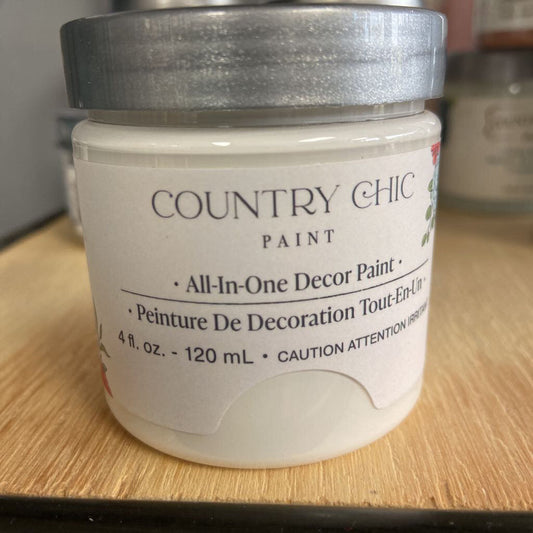 COUNTRY CHIC
PAINT
· All-In-One Decor Paint ·
· Peinture De Decoration Tout-En-Un ·
4 fl. oz. - 120 mL · CAUTION ATTENTION